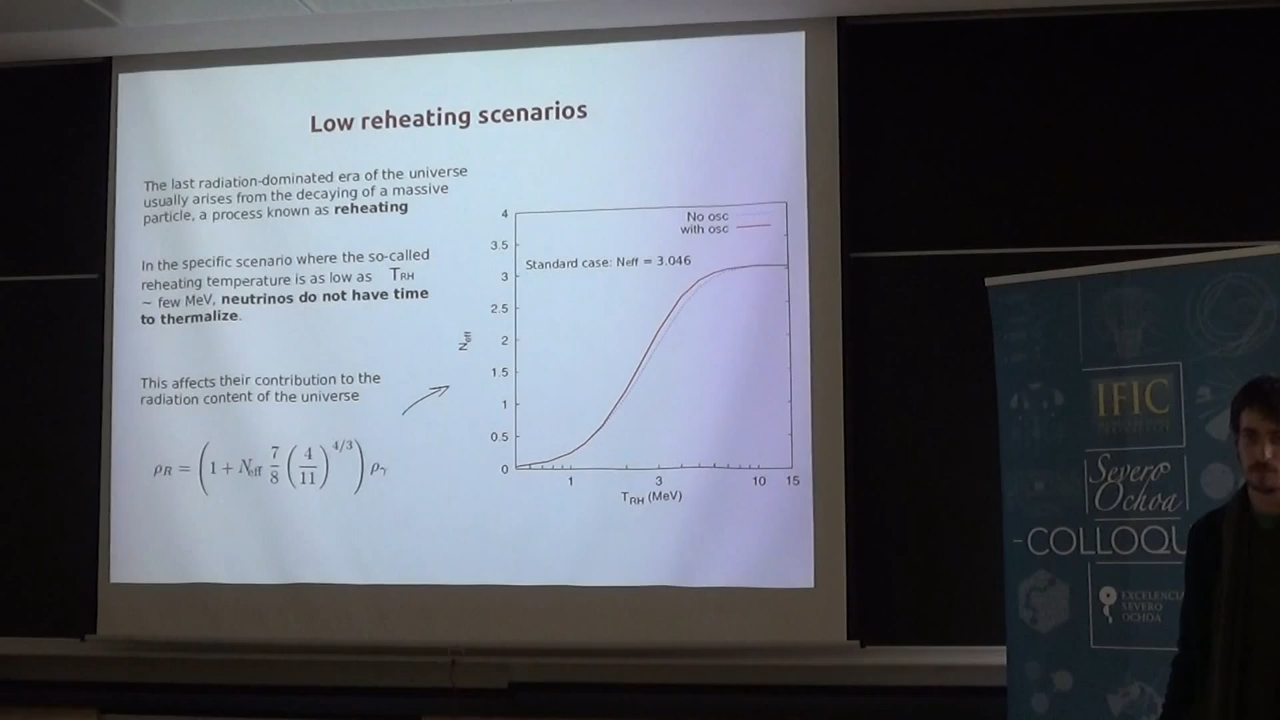 Low reheating scenarios
The last radiation-dominated era of the universe
usually arises from the decaying of a massive
particle, a process known as reheating
In the specific scenario where the so-called
reheating temperature is as low as T_RH
~ few MeV, neutrinos do not have time
to thermalize.
This affects their contribution to the
radiation content of the universe
ρ_R = (1 + N_eff 7/8 (4/11)^4/3) ρ_γ
No osc
with osc
Standard case: Neff = 3.046
N_eff
4
3.5
3
2.5
2
1.5
1
0.5
0
1 3 10 15
T_RH (MeV)
IFIC
Severo
Ochoa
-COLLOQU
EXCELENCIA
SEVERO
OCHOA